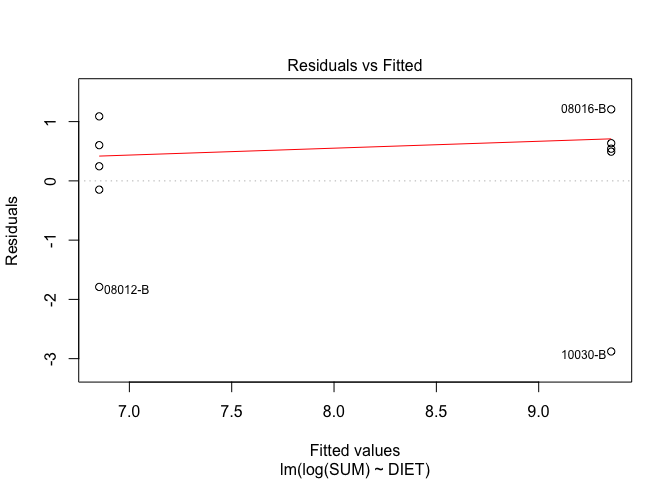 Residuals vs Fitted
Residuals
1
0
-1
-2
-3
08016-B
08012-B
10030-B
7.0 7.5 8.0 8.5 9.0
Fitted values
lm(log(SUM) ~ DIET)